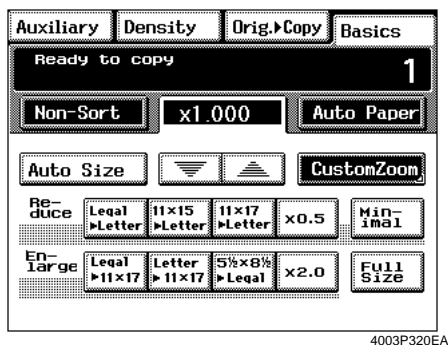 Auxiliary Density Orig.▸Copy Basics
Ready to copy
1
Non-Sort x1.000 Auto Paper
Auto Size CustomZoom
Re-
duce
Legal
▸Letter
11×15
▸Letter
11×17
▸Letter
×0.5
Min-
imal
En-
large
Legal
▸11×17
Letter
▸11×17
5½×8½
▸Legal
×2.0
Full
Size
4003P320EA